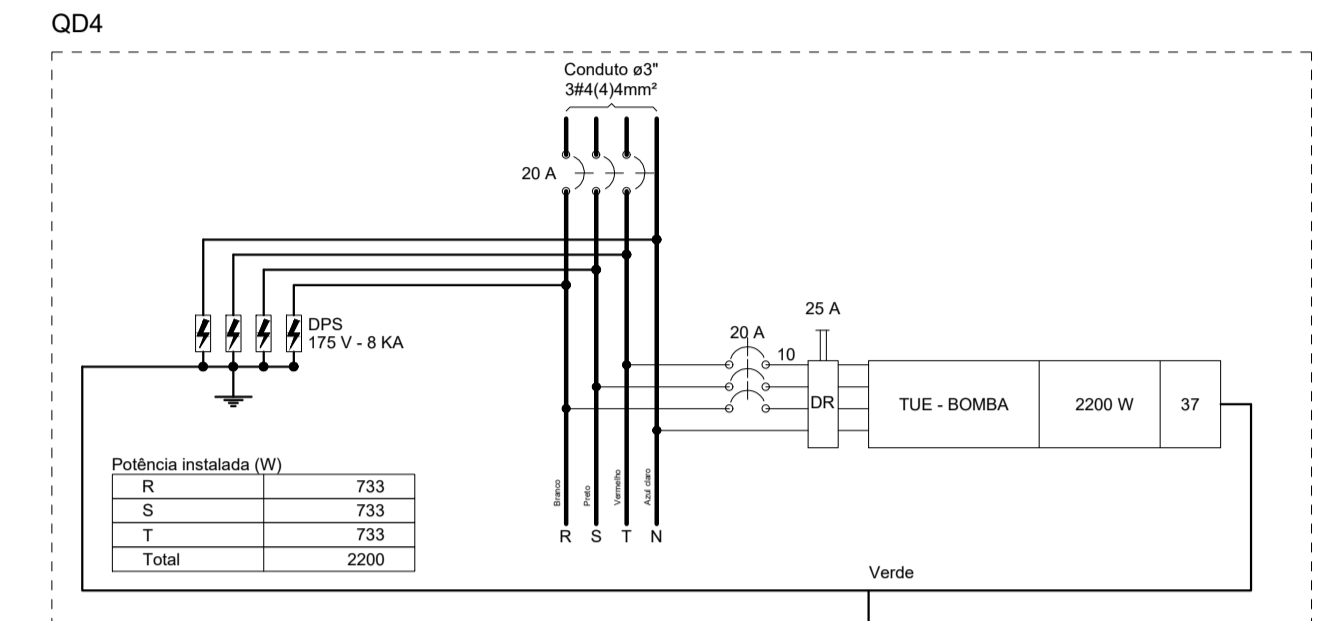 QD4
Conduto ø3"
3#4(4)4mm²
20 A
DPS
175 V - 8 KA
25 A
20 A
10
DR
TUE - BOMBA
2200 W
37
Potência instalada (W)
R 733
S 733
T 733
Total 2200
Branco
Preto
Vermelho
Azul claro
R S T N
Verde